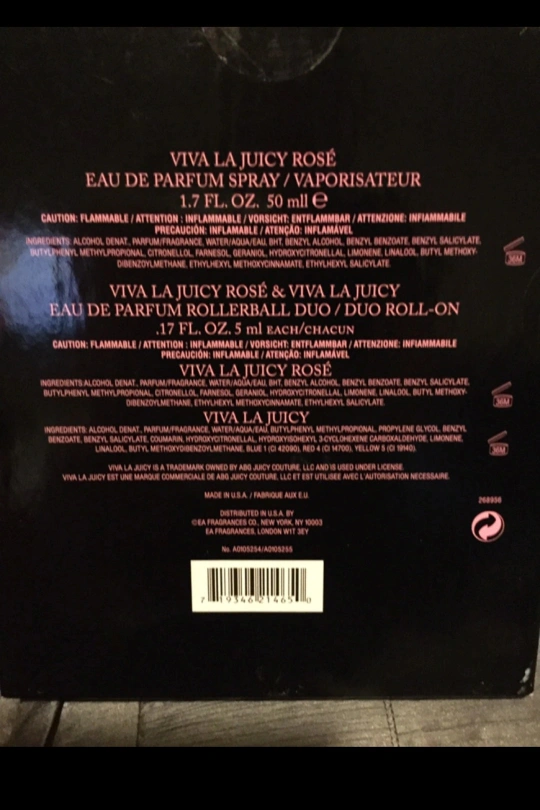 VIVA LA JUICY ROSÉ
EAU DE PARFUM SPRAY / VAPORISATEUR
1.7 FL. OZ. 50 mll ℮
CAUTION: FLAMMABLE / ATTENTION : INFLAMMABLE / VORSICHT: ENTFLAMMBAR / ATTENZIONE: INFIAMMABILE
PRECAUCIÓN: INFLAMABLE / ATENÇÃO: INFLAMÁVEL
INGREDIENTS: ALCOHOL DENAT., PARFUM/FRAGRANCE, WATER/AQUA/EAU, BHT, BENZYL ALCOHOL, BENZYL BENZOATE, BENZYL SALICYLATE,
BUTYLPHENYL METHYLPROPIONAL, CITRONELLOL, FARNESOL, GERANIOL, HYDROXYCITRONELLAL, LIMONENE, LINALOOL, BUTYL METHOXY-
DIBENZOYLMETHANE, ETHYLHEXYL METHOXYCINNAMATE, ETHYLHEXYL SALICYLATE.
36M
VIVA LA JUICY ROSÉ & VIVA LA JUICY
EAU DE PARFUM ROLLERBALL DUO / DUO ROLL-ON
.17 FL. OZ. 5 ml EACH/CHACUN
CAUTION: FLAMMABLE / ATTENTION : INFLAMMABLE / VORSICHT: ENTFLAMMBAR / ATTENZIONE: INFIAMMABILE
PRECAUCIÓN: INFLAMABLE / ATENÇÃO: INFLAMÁVEL
VIVA LA JUICY ROSÉ
INGREDIENTS:ALCOHOL DENAT., PARFUM/FRAGRANCE, WATER/AQUA/EAU, BHT, BENZYL ALCOHOL, BENZYL BENZOATE, BENZYL SALICYLATE,
BUTYLPHENYL METHYLPROPIONAL, CITRONELLOL, FARNESOL, GERANIOL, HYDROXYCITRONELLAL, LIMONENE, LINALOOL, BUTYL METHOXY-
DIBENZOYLMETHANE, ETHYLHEXYL METHOXYCINNAMATE, ETHYLHEXYL SALICYLATE.
36M
VIVA LA JUICY
INGREDIENTS: ALCOHOL DENAT., PARFUM/FRAGRANCE, WATER/AQUA/EAU, BUTYLPHENYL METHYLPROPIONAL, PROPYLENE GLYCOL, BENZYL
BENZOATE, BENZYL SALICYLATE, COUMARIN, HYDROXYCITRONELLAL, HYDROXYISOHEXYL 3-CYCLOHEXENE CARBOXALDEHYDE, LIMONENE,
LINALOOL, BUTYL METHOXYDIBENZOYLMETHANE, BLUE 1 (CI 42090), RED 4 (CI 14700), YELLOW 5 (CI 19140).
36M
VIVA LA JUICY IS A TRADEMARK OWNED BY ABG JUICY COUTURE, LLC AND IS USED UNDER LICENSE.
VIVA LA JUICY EST UNE MARQUE COMMERCIALE DE ABG JUICY COUTURE, LLC ET EST UTILISEE AVEC L'AUTORISATION NECESSAIRE.
MADE IN U.S.A. / FABRIQUE AUX E.U.
268956
DISTRIBUTED IN U.S.A. BY
©EA FRAGRANCES CO., NEW YORK, NY 10003
EA FRAGRANCES, LONDON W1T 3EY
No. A0105254/A0105255
7 19346 21465 0